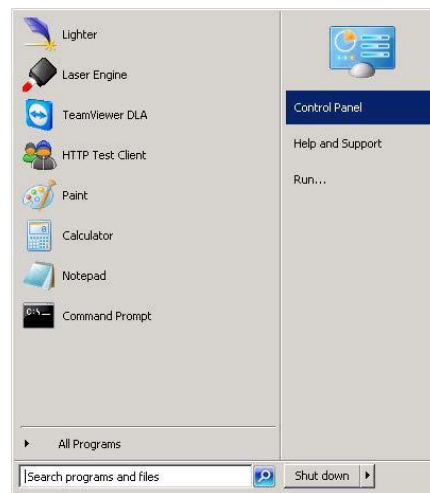 Lighter
Laser Engine
TeamViewer DLA
HTTP Test Client
Paint
Calculator
Notepad
C:\_
Command Prompt
All Programs
Search programs and files
Control Panel
Help and Support
Run...
Shut down